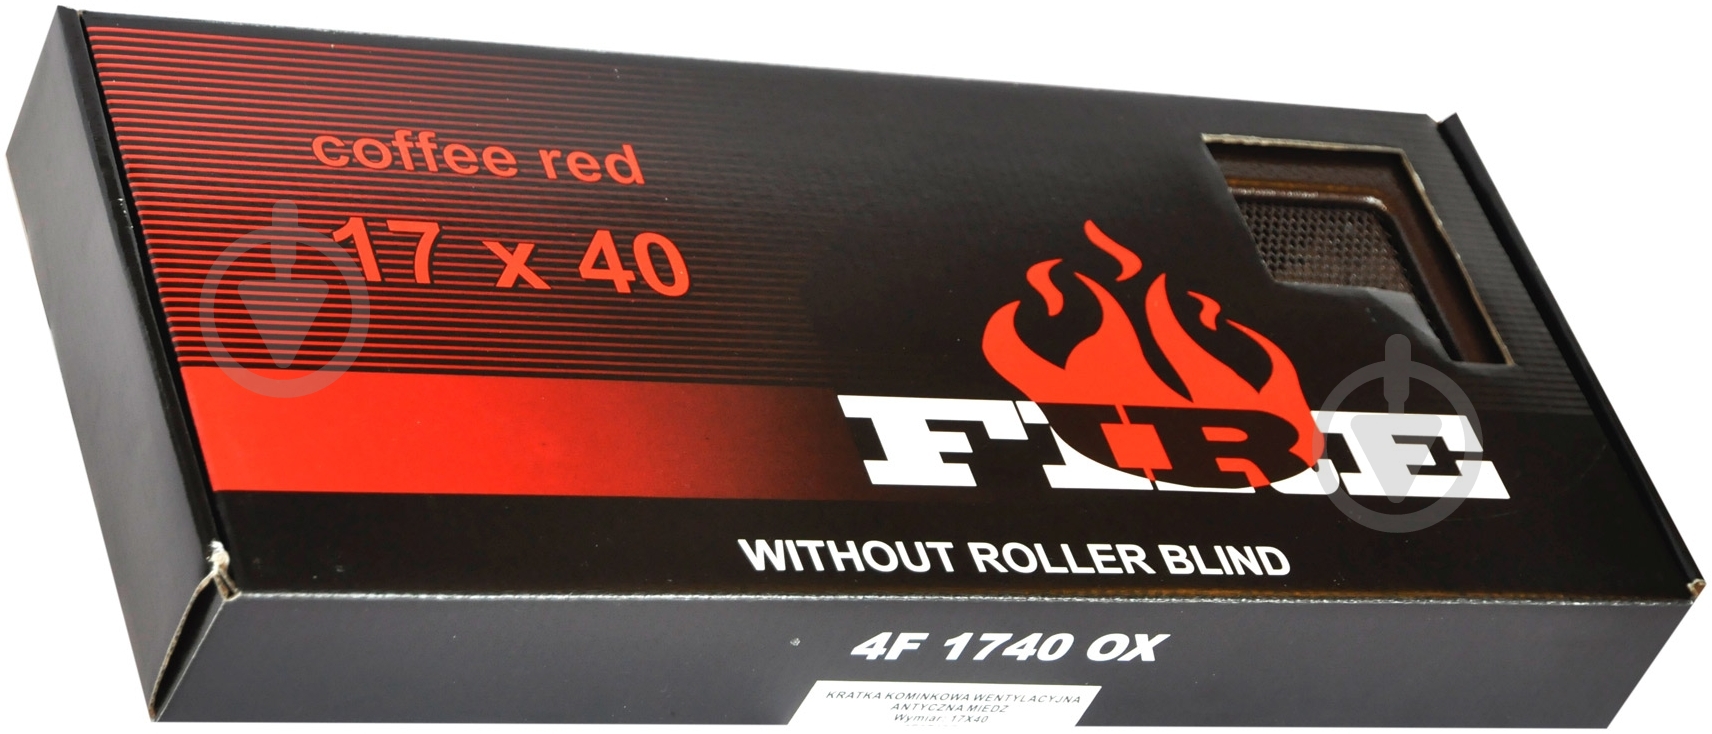 coffee red
17 x 40
FIRE
WITHOUT ROLLER BLIND
4F 1740 OX
KRATKA KOMINKOWA WENTYLACYJNA
ANTYCZNA MIEDZ
Wymiar: 17X40